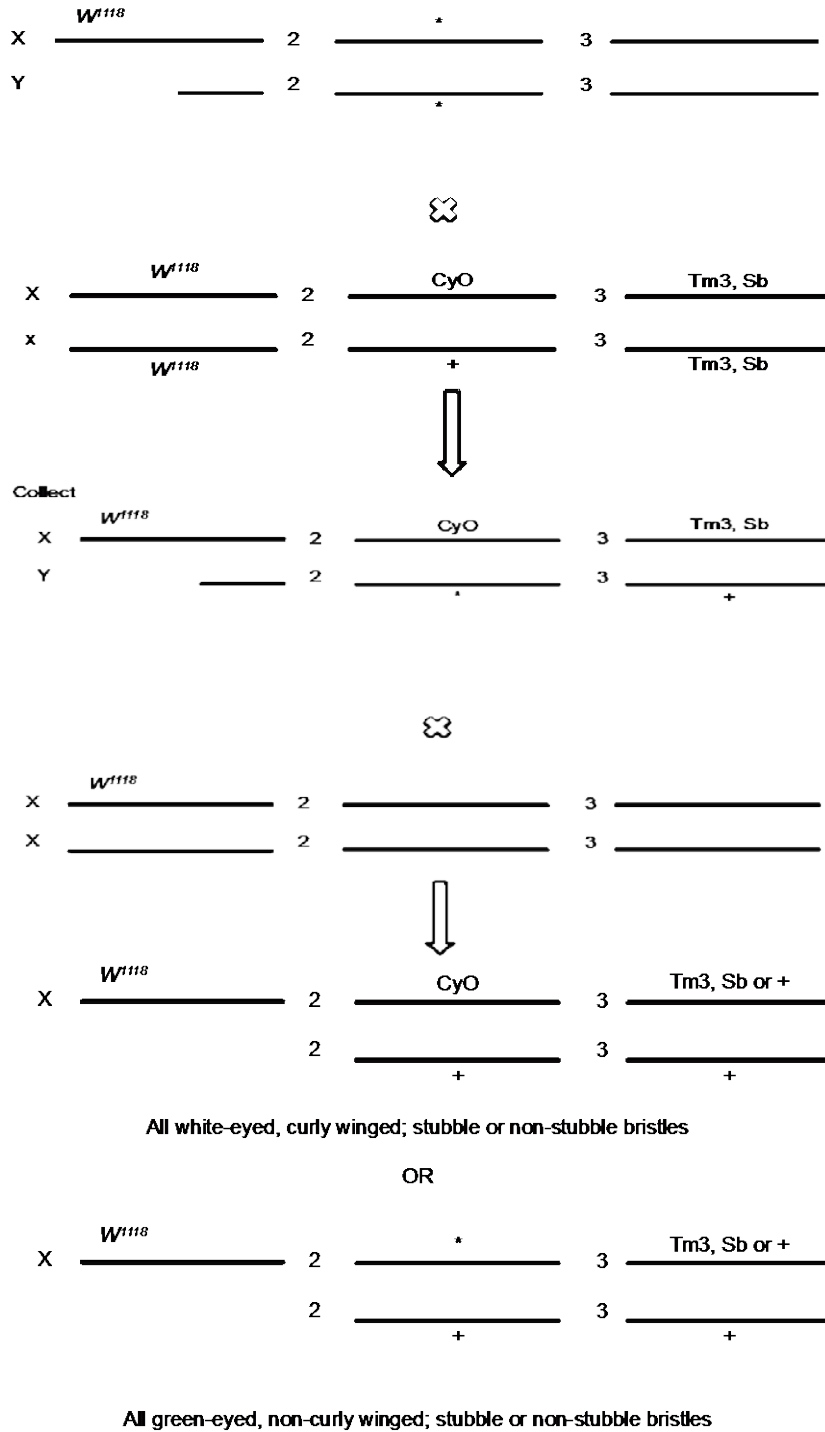 W1118
*
X 2 3
Y 2 3
*
W1118 CyO Tm3, Sb
X 2 3
x 2 3
W1118 + Tm3, Sb
Collect
W1118 CyO Tm3, Sb
X 2 3
Y 2 3
* +
W1118
X 2 3
X 2 3
W1118 CyO Tm3, Sb or +
X 2 3
2 3
+ +
All white-eyed, curly winged; stubble or non-stubble bristles
OR
W1118 * Tm3, Sb or +
X 2 3
2 3
+ +
All green-eyed, non-curly winged; stubble or non-stubble bristles